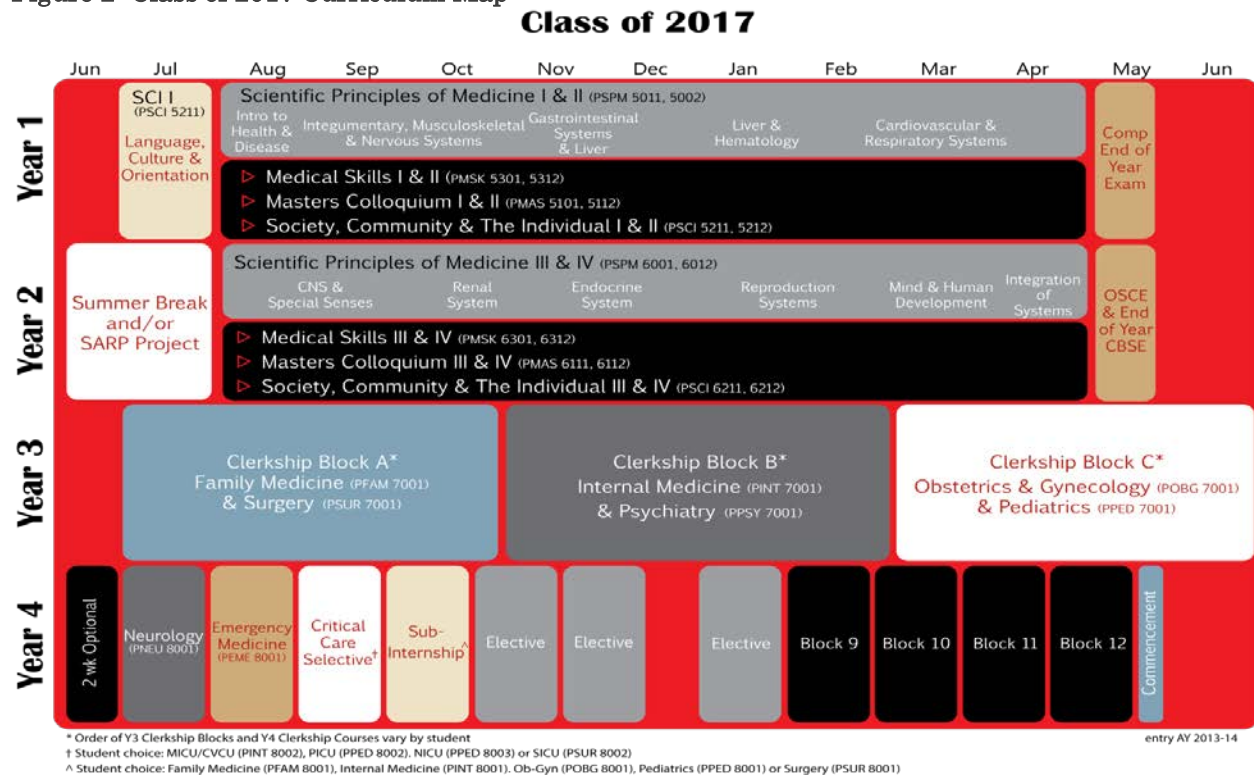 Figure 2 Class of 2017 Curriculum Map
Class of 2017
Jun Jul Aug Sep Oct Nov Dec Jan Feb Mar Apr May Jun
Year 1
SCI I
(PSCI 5211)
Language,
Culture &
Orientation
Scientific Principles of Medicine I & II (PSPM 5011, 5002)
Intro to
Health &
Disease
Integumentary, Musculoskeletal
& Nervous Systems
Gastrointestinal
Systems
& Liver
Liver &
Hematology
Cardiovascular &
Respiratory Systems
Medical Skills I & II (PMSK 5301, 5312)
Masters Colloquium I & II (PMAS 5101, 5112)
Society, Community & The Individual I & II (PSCI 5211, 5212)
Comp
End of
Year
Exam
Year 2
Summer Break
and/or
SARP Project
Scientific Principles of Medicine III & IV (PSPM 6001, 6012)
CNS &
Special Senses
Renal
System
Endocrine
System
Reproduction
Systems
Mind & Human
Development
Integration
of
Systems
Medical Skills III & IV (PMSK 6301, 6312)
Masters Colloquium III & IV (PMAS 6111, 6112)
Society, Community & The Individual III & IV (PSCI 6211, 6212)
OSCE
& End
of Year
CBSE
Year 3
Clerkship Block A*
Family Medicine (PFAM 7001)
& Surgery (PSUR 7001)
Clerkship Block B*
Internal Medicine (PINT 7001)
& Psychiatry (PPSY 7001)
Clerkship Block C*
Obstetrics & Gynecology (POBG 7001)
& Pediatrics (PPED 7001)
Year 4
2 wk Optional
Neurology
(PNEU 8001)
Emergency
Medicine
(PEME 8001)
Critical
Care
Selective†
Sub-
Internship^
Elective
Elective
Elective
Block 9
Block 10
Block 11
Block 12
Commencement
* Order of Y3 Clerkship Blocks and Y4 Clerkship Courses vary by student
entry AY 2013-14
† Student choice: MICU/CVCU (PINT 8002), PICU (PPED 8002). NICU (PPED 8003) or SICU (PSUR 8002)
^ Student choice: Family Medicine (PFAM 8001), Internal Medicine (PINT 8001). Ob-Gyn (POBG 8001), Pediatrics (PPED 8001) or Surgery (PSUR 8001)